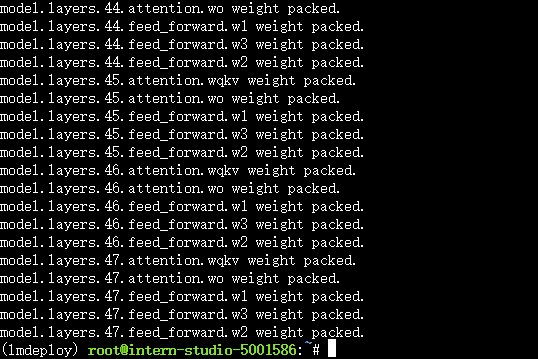 model.layers.44.attention.wo weight packed.
model.layers.44.feed_forward.w1 weight packed.
model.layers.44.feed_forward.w3 weight packed.
model.layers.44.feed_forward.w2 weight packed.
model.layers.45.attention.wqkv weight packed.
model.layers.45.attention.wo weight packed.
model.layers.45.feed_forward.w1 weight packed.
model.layers.45.feed_forward.w3 weight packed.
model.layers.45.feed_forward.w2 weight packed.
model.layers.46.attention.wqkv weight packed.
model.layers.46.attention.wo weight packed.
model.layers.46.feed_forward.w1 weight packed.
model.layers.46.feed_forward.w3 weight packed.
model.layers.46.feed_forward.w2 weight packed.
model.layers.47.attention.wqkv weight packed.
model.layers.47.attention.wo weight packed.
model.layers.47.feed_forward.w1 weight packed.
model.layers.47.feed_forward.w3 weight packed.
model.layers.47.feed_forward.w2 weight packed.
(lmdeploy) root@intern-studio-5001586:~#